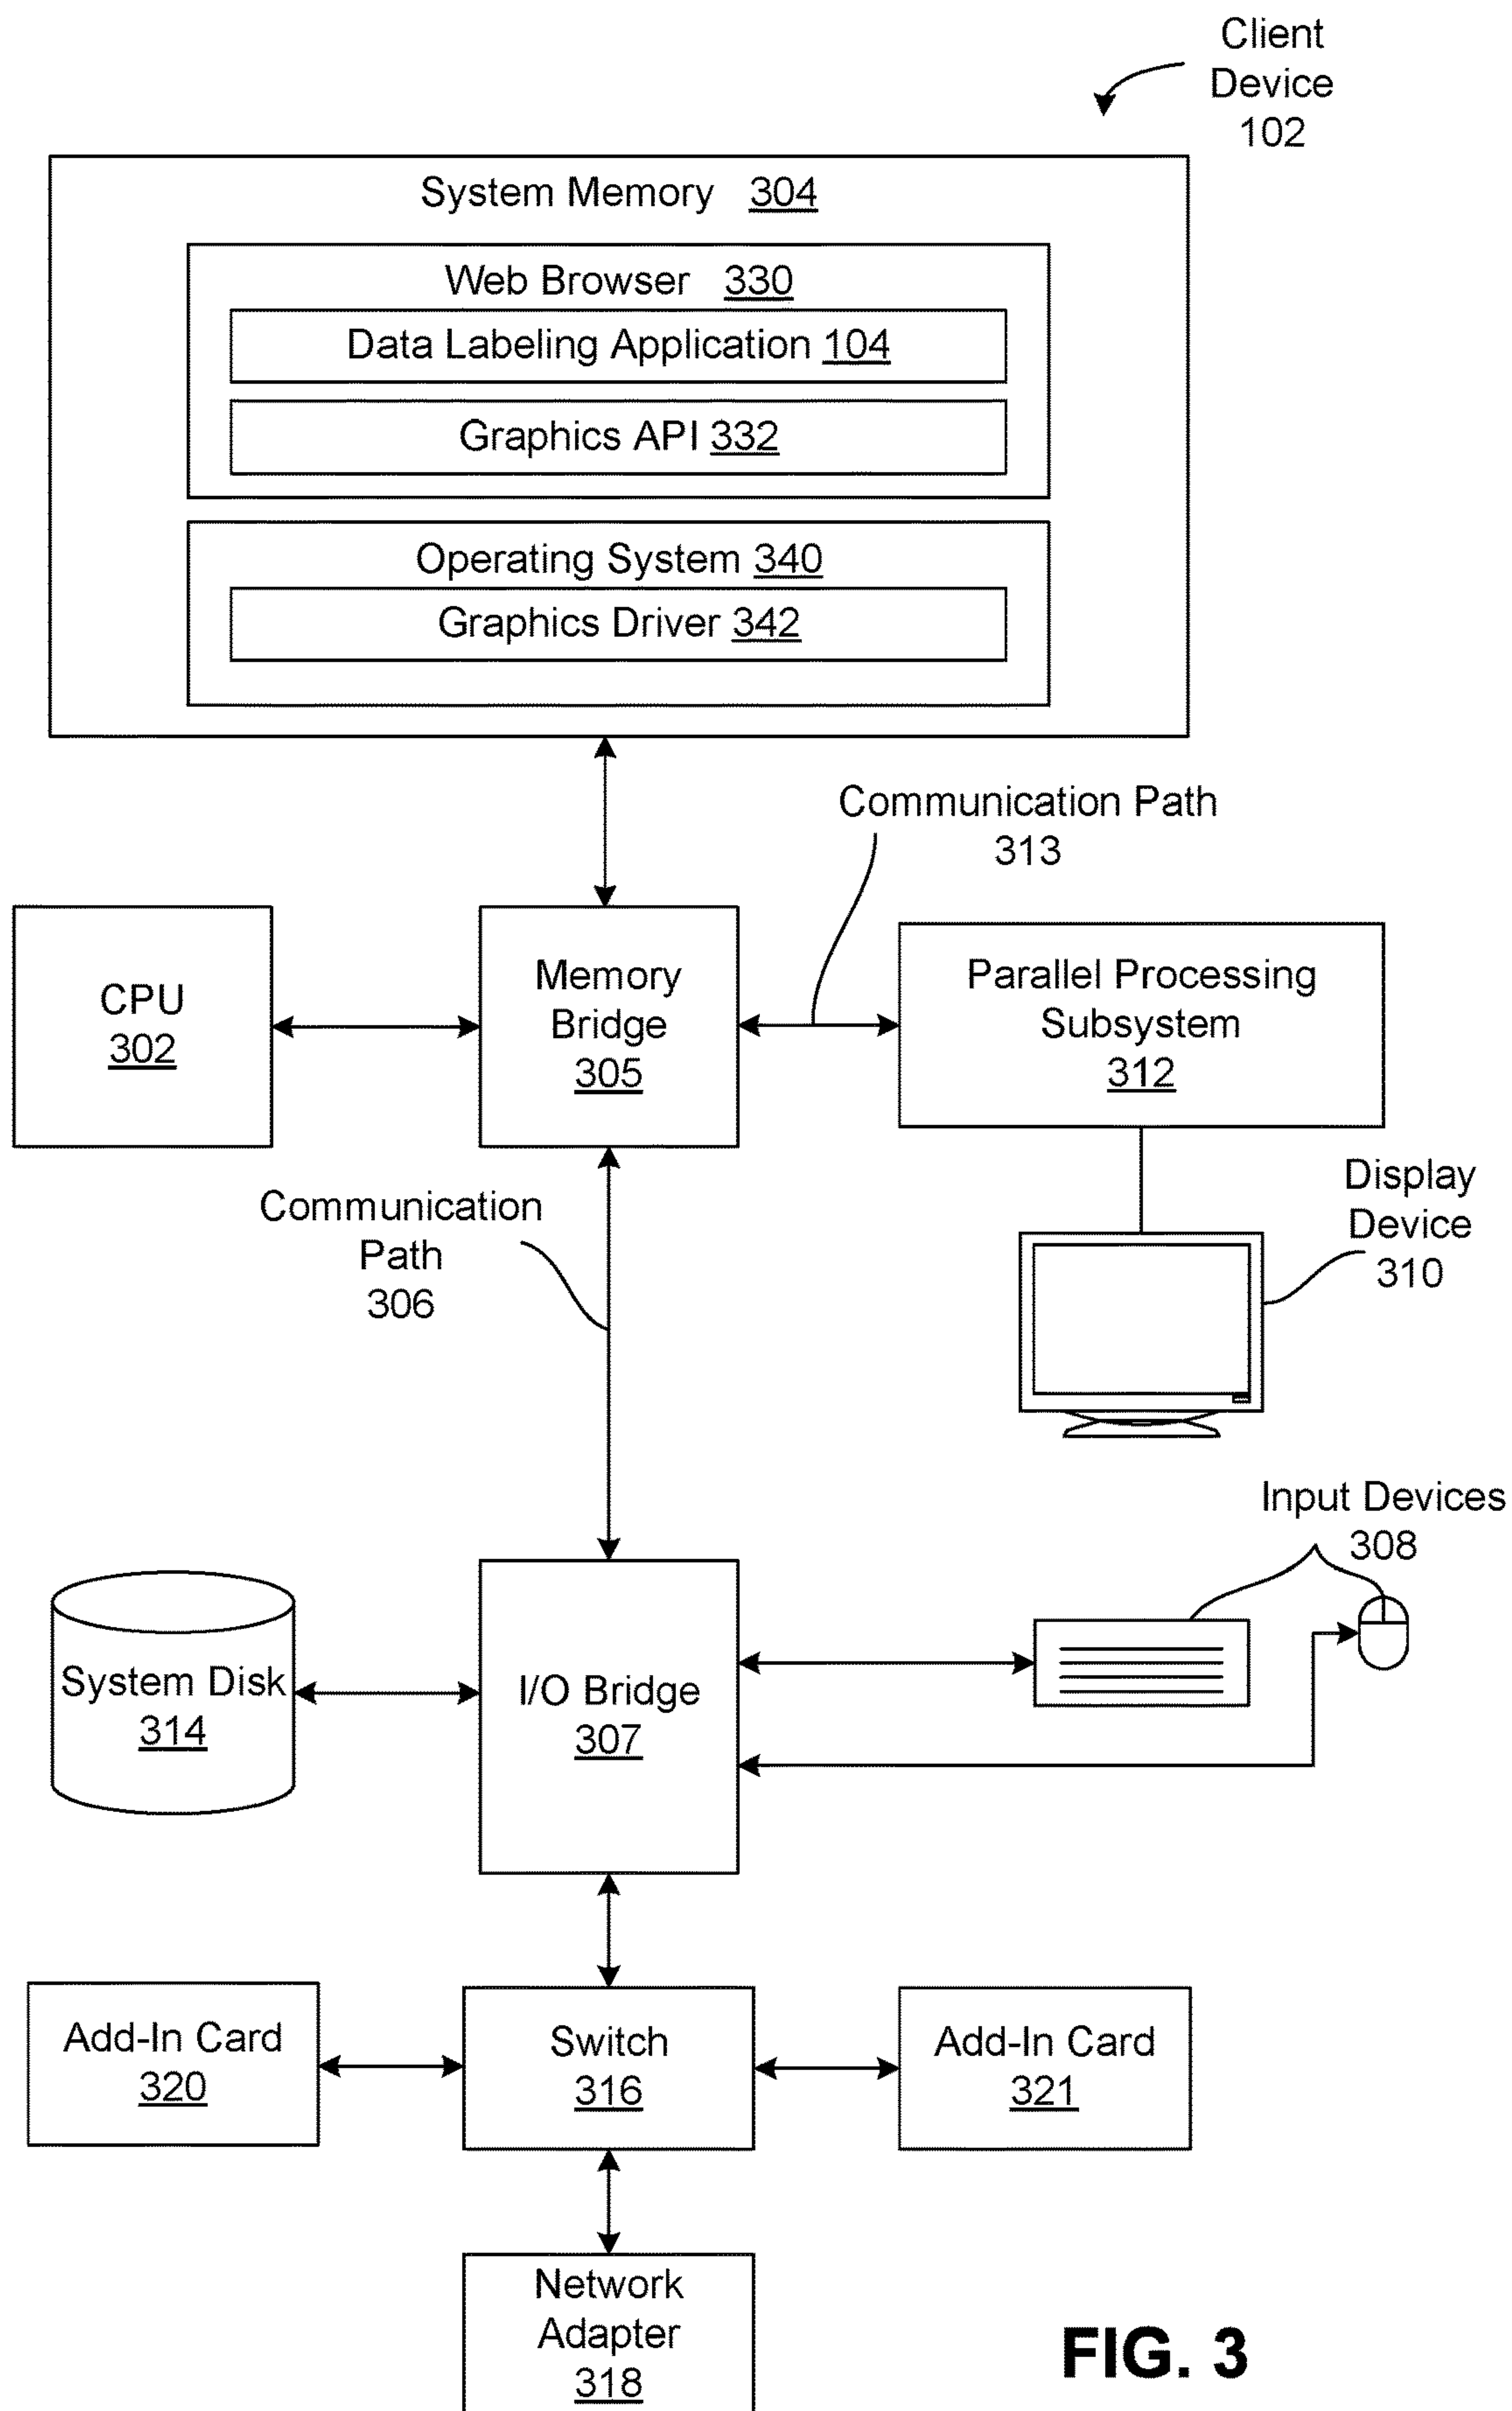 Client
Device
102
System Memory 304
Web Browser 330
Data Labeling Application 104
Graphics API 332
Operating System 340
Graphics Driver 342
Communication Path
313
CPU
302
Memory
Bridge
305
Parallel Processing
Subsystem
312
Communication
Path
306
Display
Device
310
Input Devices
308
System Disk
314
I/O Bridge
307
Add-In Card
320
Switch
316
Add-In Card
321
Network
Adapter
318
FIG. 3